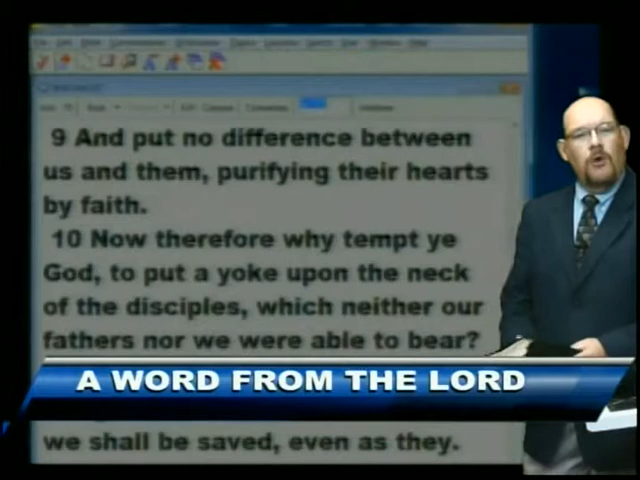 9 And put no difference between
us and them, purifying their hearts
by faith.
10 Now therefore why tempt ye
God, to put a yoke upon the neck
of the disciples, which neither our
fathers nor we were able to bear?
A WORD FROM THE LORD
we shall be saved, even as they.